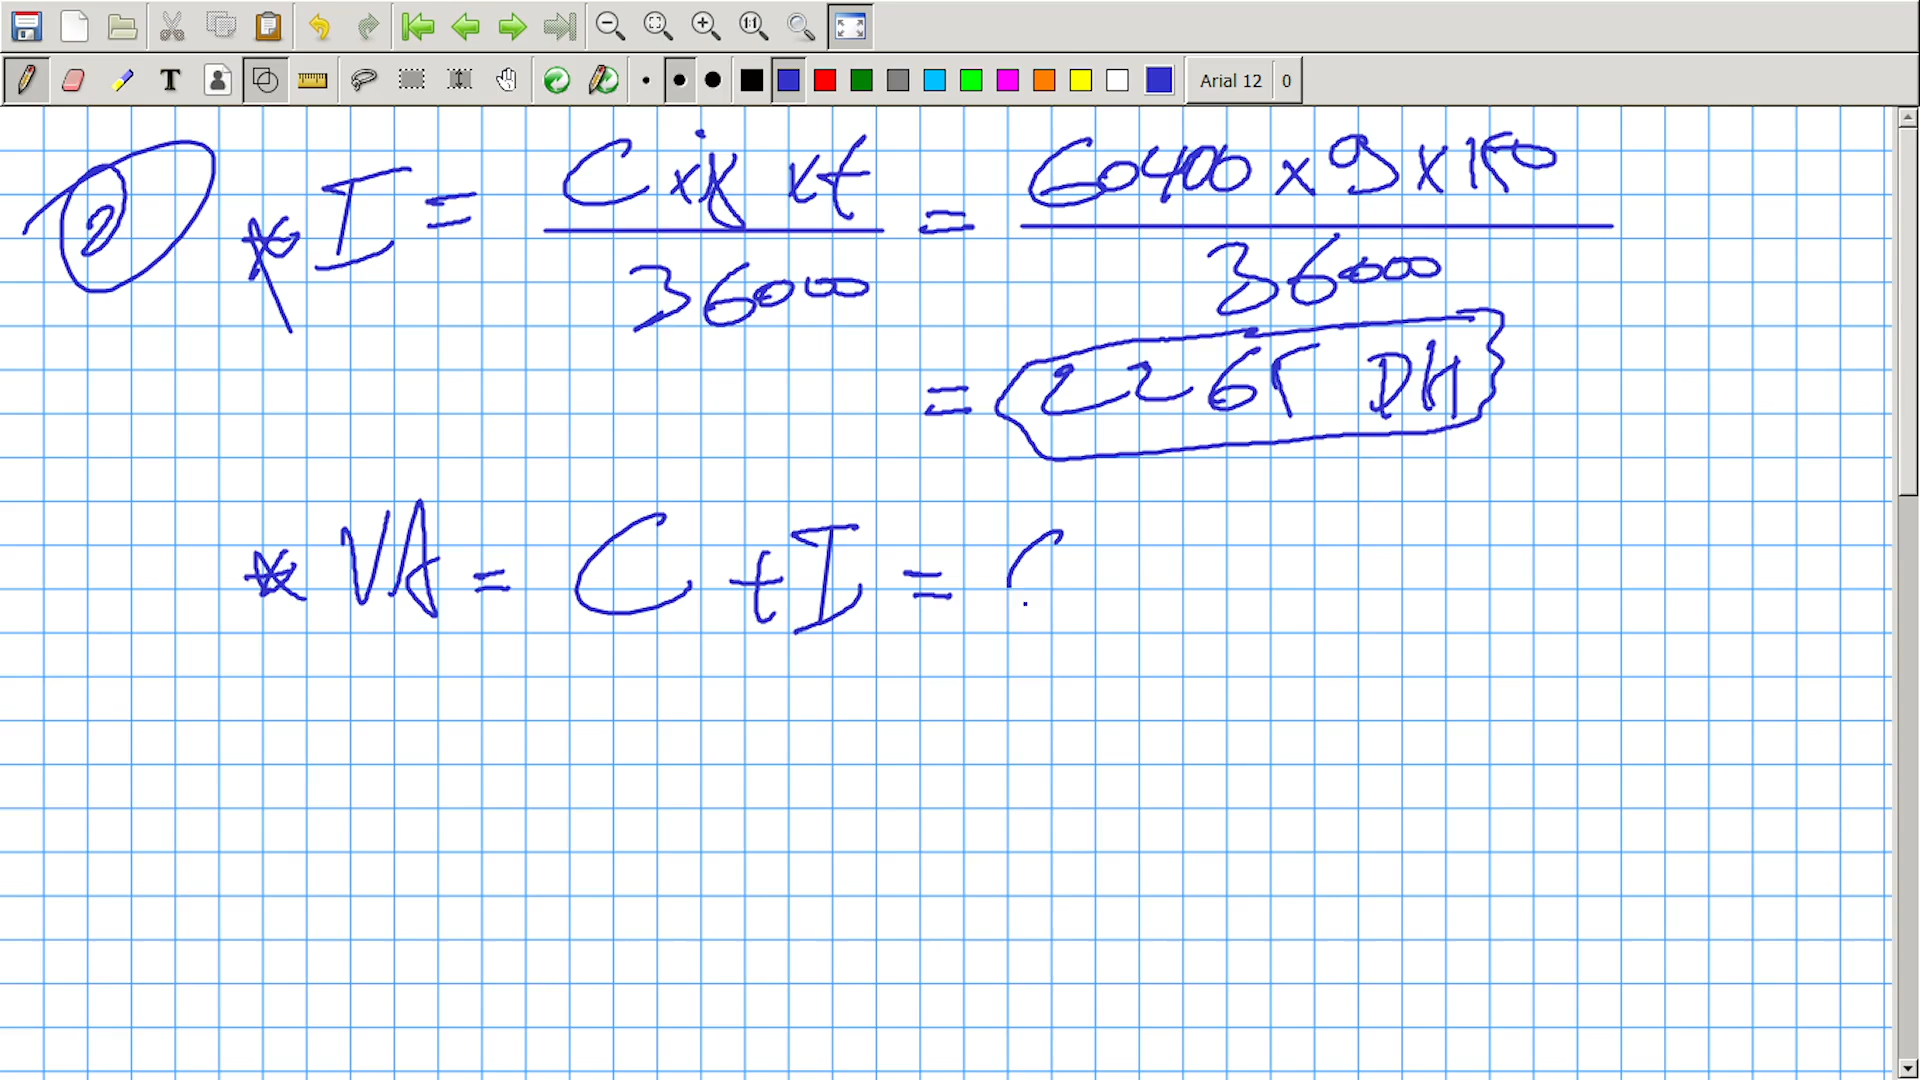 T Arial 12 0
② * I = C x i x t / 36000 = 60400 x 9 x 150 / 36000
= 2265 DH
* VA = C + I =